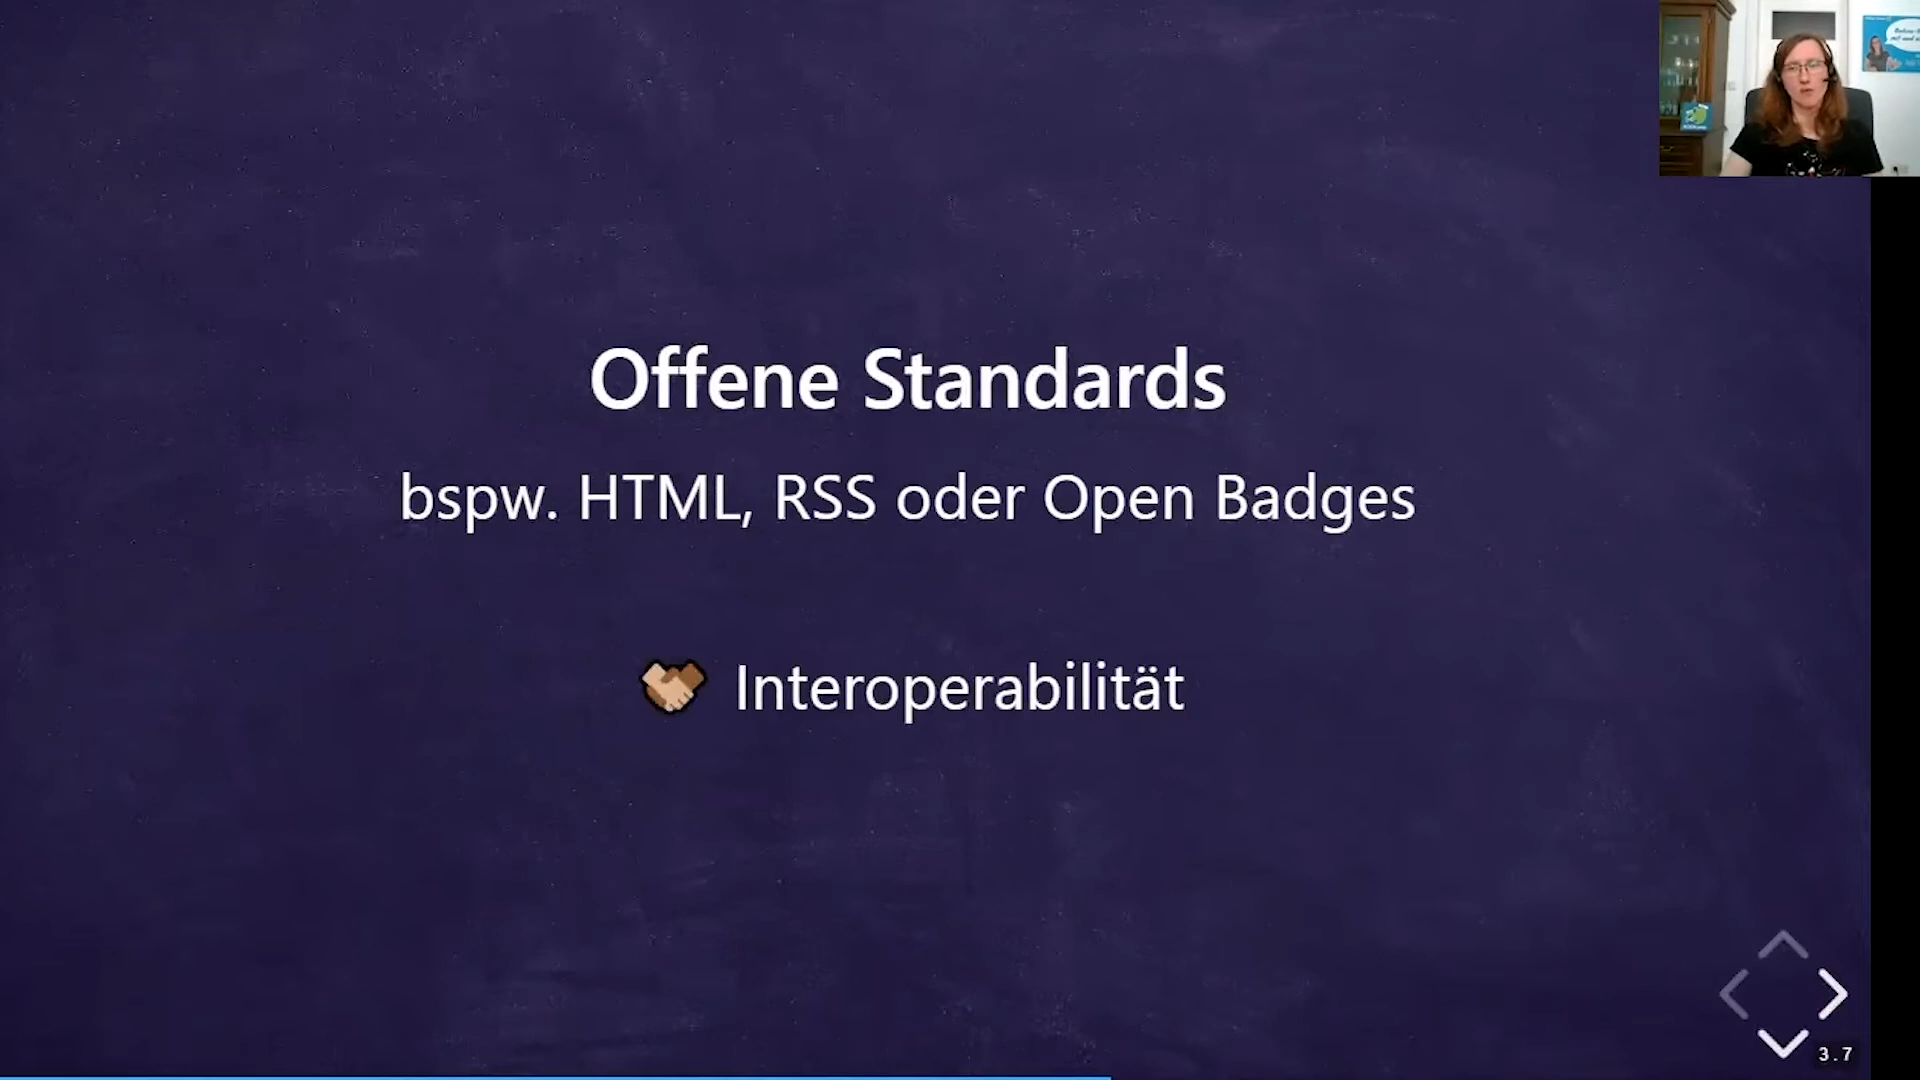 Offene Standards
bspw. HTML, RSS oder Open Badges
Interoperabilität
3.7